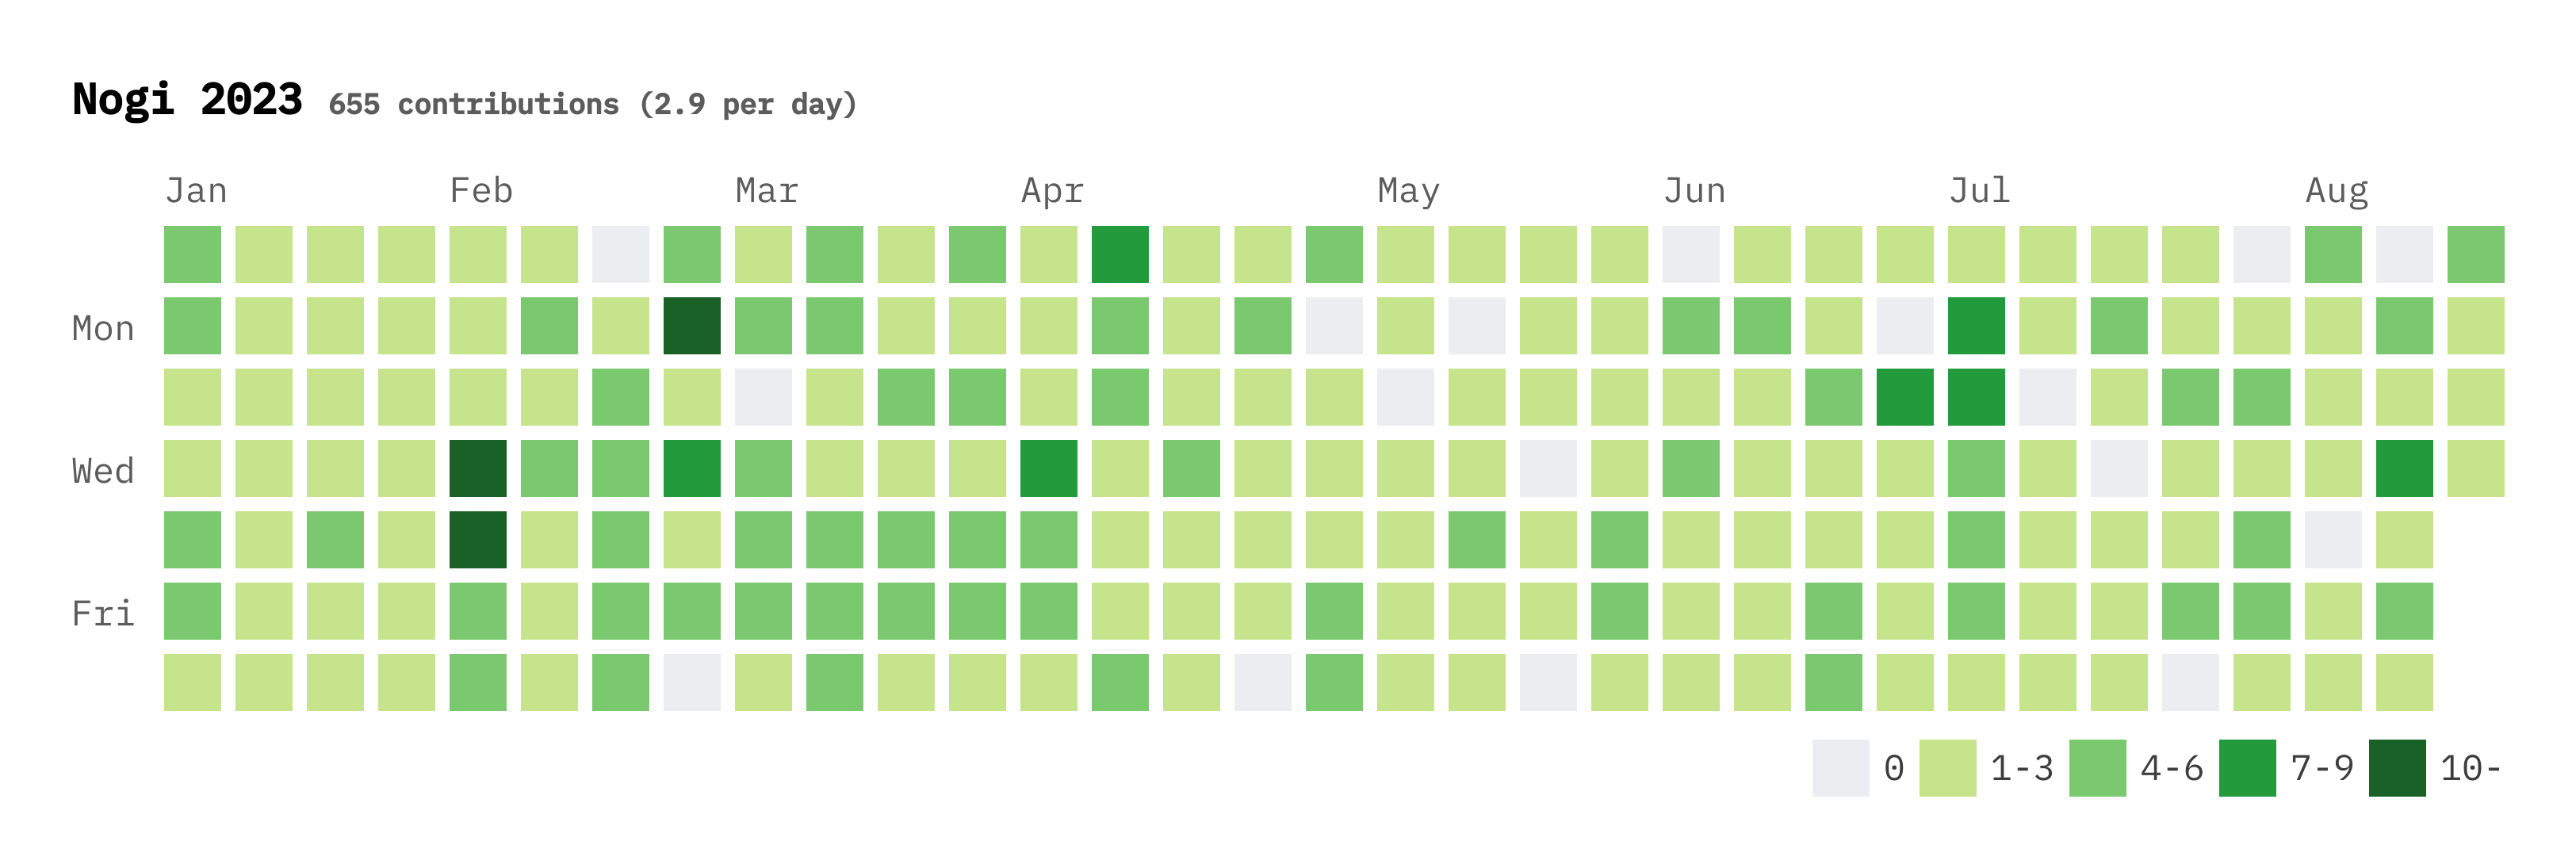 Nogi 2023 655 contributions (2.9 per day)
Jan Feb Mar Apr May Jun Jul Aug
Mon
Wed
Fri
0 1-3 4-6 7-9 10-